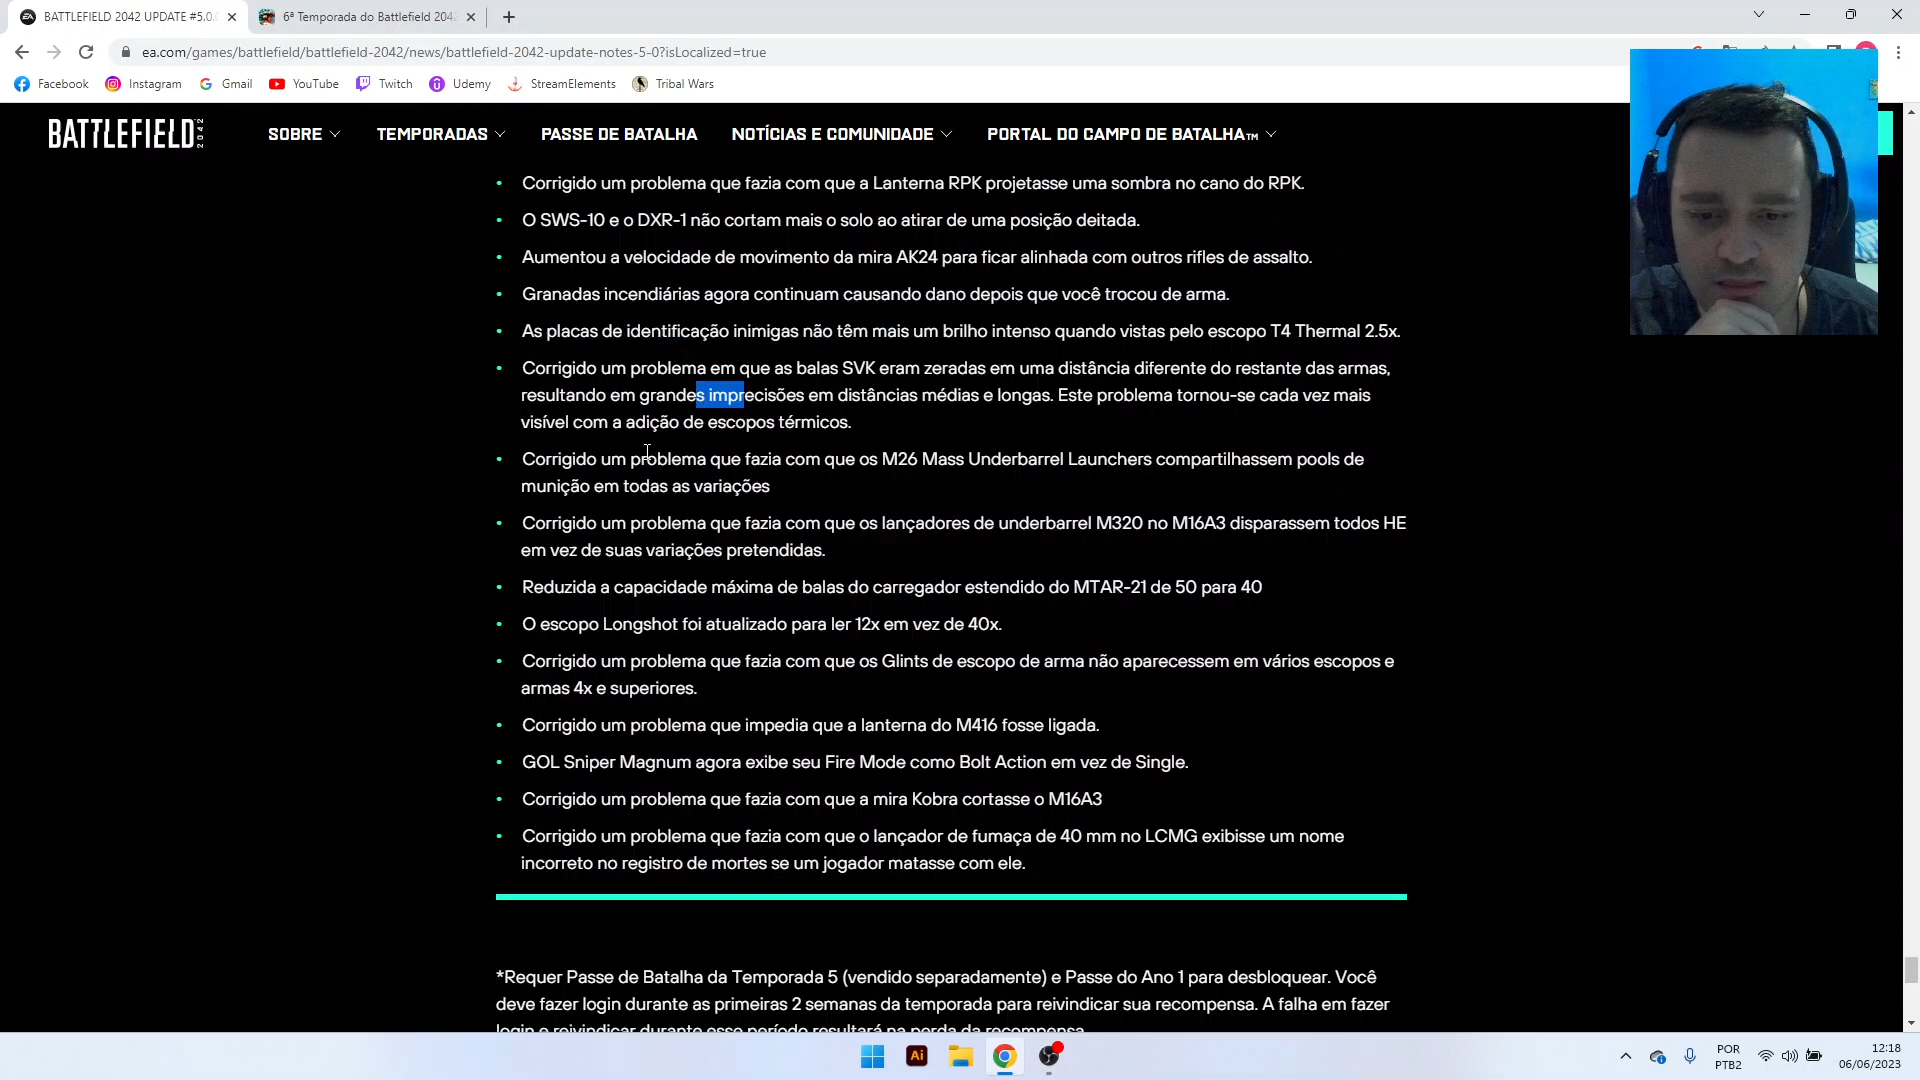 BATTLEFIELD 2042 UPDATE #5.0.0
6ª Temporada do Battlefield 2042
ea.com/games/battlefield/battlefield-2042/news/battlefield-2042-update-notes-5-0?isLocalized=true
Facebook Instagram Gmail YouTube Twitch Udemy StreamElements Tribal Wars
BATTLEFIELD 2042 SOBRE TEMPORADAS PASSE DE BATALHA NOTÍCIAS E COMUNIDADE PORTAL DO CAMPO DE BATALHA™
• Corrigido um problema que fazia com que a Lanterna RPK projetasse uma sombra no cano do RPK.
• O SWS-10 e o DXR-1 não cortam mais o solo ao atirar de uma posição deitada.
• Aumentou a velocidade de movimento da mira AK24 para ficar alinhada com outros rifles de assalto.
• Granadas incendiárias agora continuam causando dano depois que você trocou de arma.
• As placas de identificação inimigas não têm mais um brilho intenso quando vistas pelo escopo T4 Thermal 2.5x.
• Corrigido um problema em que as balas SVK eram zeradas em uma distância diferente do restante das armas,
resultando em grandes imprecisões em distâncias médias e longas. Este problema tornou-se cada vez mais
visível com a adição de escopos térmicos.
• Corrigido um problema que fazia com que os M26 Mass Underbarrel Launchers compartilhassem pools de
munição em todas as variações
• Corrigido um problema que fazia com que os lançadores de underbarrel M320 no M16A3 disparassem todos HE
em vez de suas variações pretendidas.
• Reduzida a capacidade máxima de balas do carregador estendido do MTAR-21 de 50 para 40
• O escopo Longshot foi atualizado para ler 12x em vez de 40x.
• Corrigido um problema que fazia com que os Glints de escopo de arma não aparecessem em vários escopos e
armas 4x e superiores.
• Corrigido um problema que impedia que a lanterna do M416 fosse ligada.
• GOL Sniper Magnum agora exibe seu Fire Mode como Bolt Action em vez de Single.
• Corrigido um problema que fazia com que a mira Kobra cortasse o M16A3
• Corrigido um problema que fazia com que o lançador de fumaça de 40 mm no LCMG exibisse um nome
incorreto no registro de mortes se um jogador matasse com ele.
*Requer Passe de Batalha da Temporada 5 (vendido separadamente) e Passe do Ano 1 para desbloquear. Você
deve fazer login durante as primeiras 2 semanas da temporada para reivindicar sua recompensa. A falha em fazer
login e reivindicar durante esse período resultará na perda da recompensa.
Ai
POR
PTB2
12:18
06/06/2023